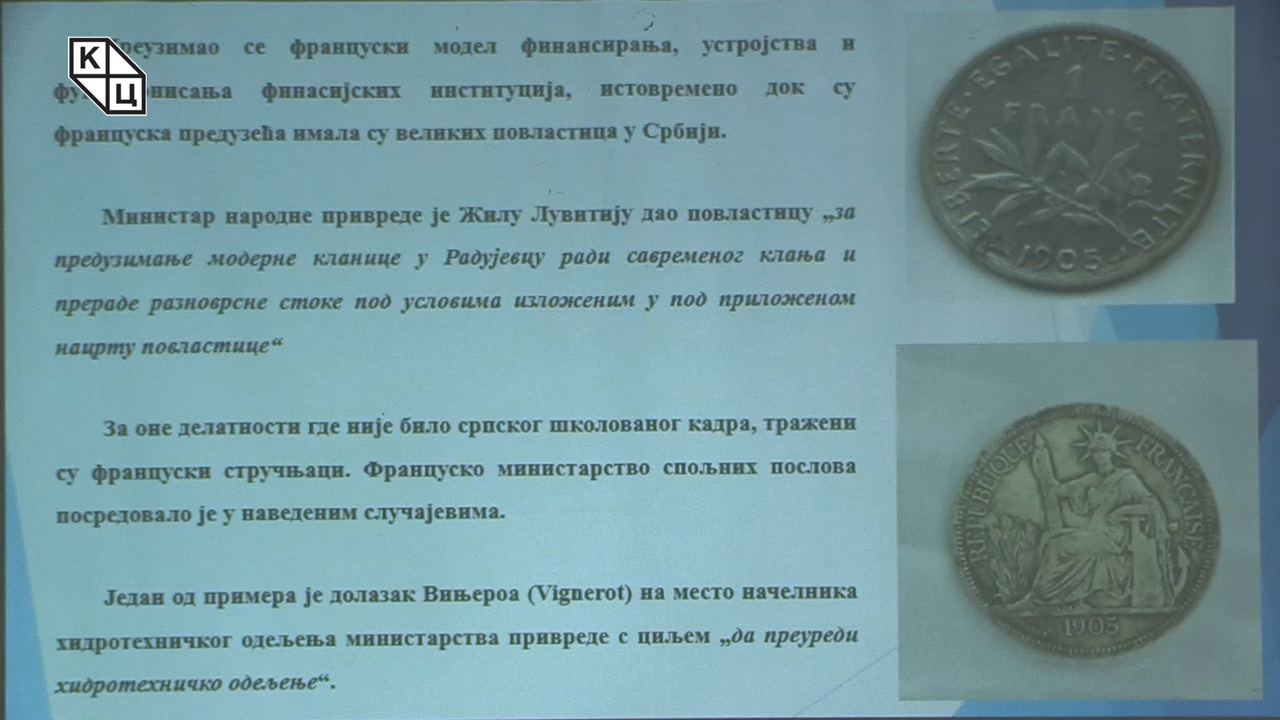 К
Ц
се француски модел финансирања, устројства и
финасијских институција, истовремено док су
француска предузећа имала су великих повластица у Србији.
Министар народне привреде је Жилу Лувитију дао повластицу „за
предузимање модерне кланице у Радујевцу ради савременог клања и
прераде разноврсне стоке под условима изложеним у под приложеном
нацрту повластице“
За оне делатности где није било српског школованог кадра, тражени
су француски стручњаци. Француско министарство спољних послова
посредовало је у наведеним случајевима.
Један од примера је долазак Вињероа (Vignerot) на место начелника
хидротехничког одељења министарства привреде с циљем „да преуреди
хидротехничко одељење“.
LIBERTE·EGALITE·FRATERNITE
1
FRANC
1905
REPUBLIQUE FRANÇAISE
1905